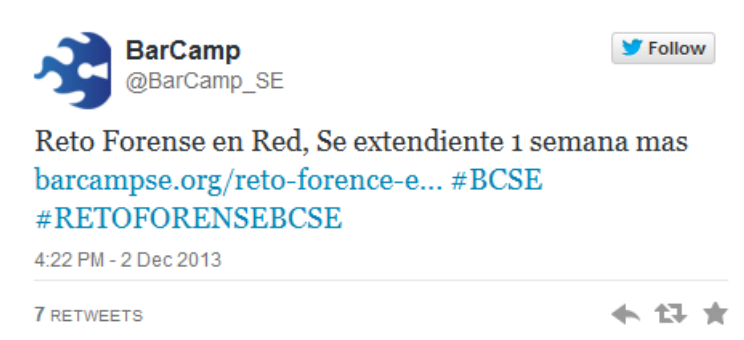 BarCamp
Follow
@BarCamp_SE
Reto Forense en Red, Se extendiente 1 semana mas
barcampse.org/reto-forence-e... #BCSE
#RETOFORENSEBCSE
4:22 PM - 2 Dec 2013
7 RETWEETS